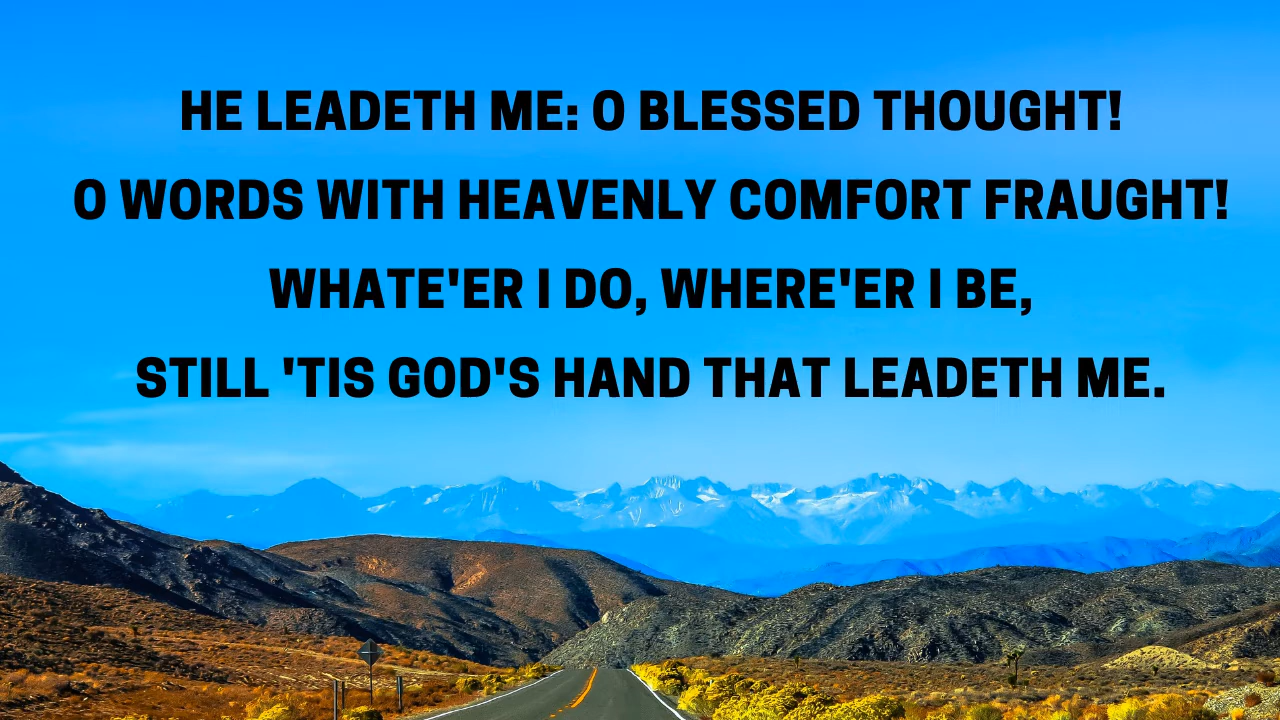 HE LEADETH ME: O BLESSED THOUGHT!
O WORDS WITH HEAVENLY COMFORT FRAUGHT!
WHATE'ER I DO, WHERE'ER I BE,
STILL 'TIS GOD'S HAND THAT LEADETH ME.